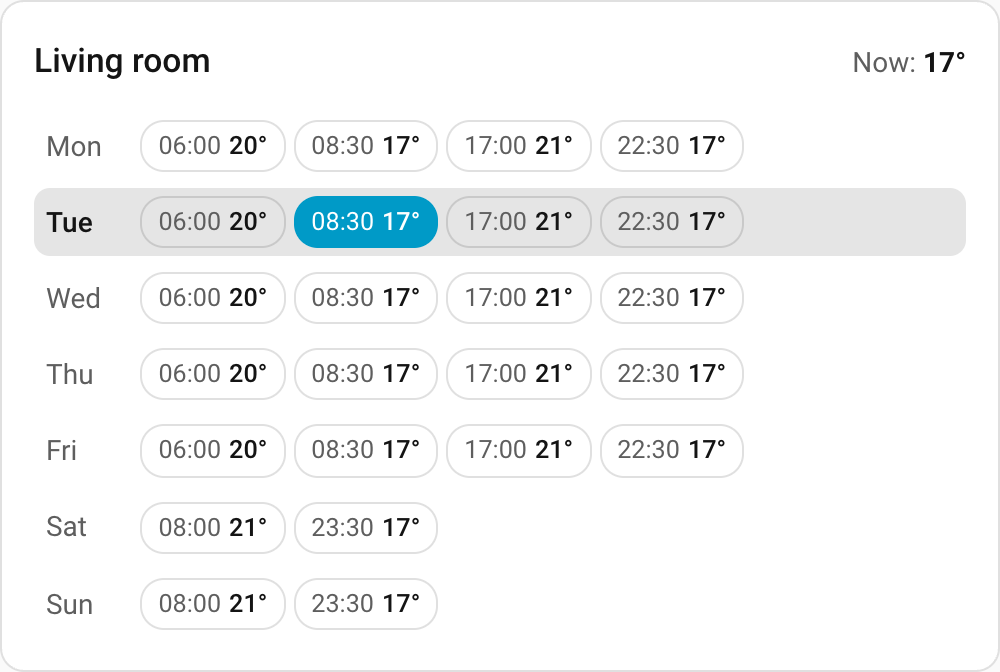 Living room Now: 17°
Mon 06:00 20° 08:30 17° 17:00 21° 22:30 17°
Tue 06:00 20° 08:30 17° 17:00 21° 22:30 17°
Wed 06:00 20° 08:30 17° 17:00 21° 22:30 17°
Thu 06:00 20° 08:30 17° 17:00 21° 22:30 17°
Fri 06:00 20° 08:30 17° 17:00 21° 22:30 17°
Sat 08:00 21° 23:30 17°
Sun 08:00 21° 23:30 17°